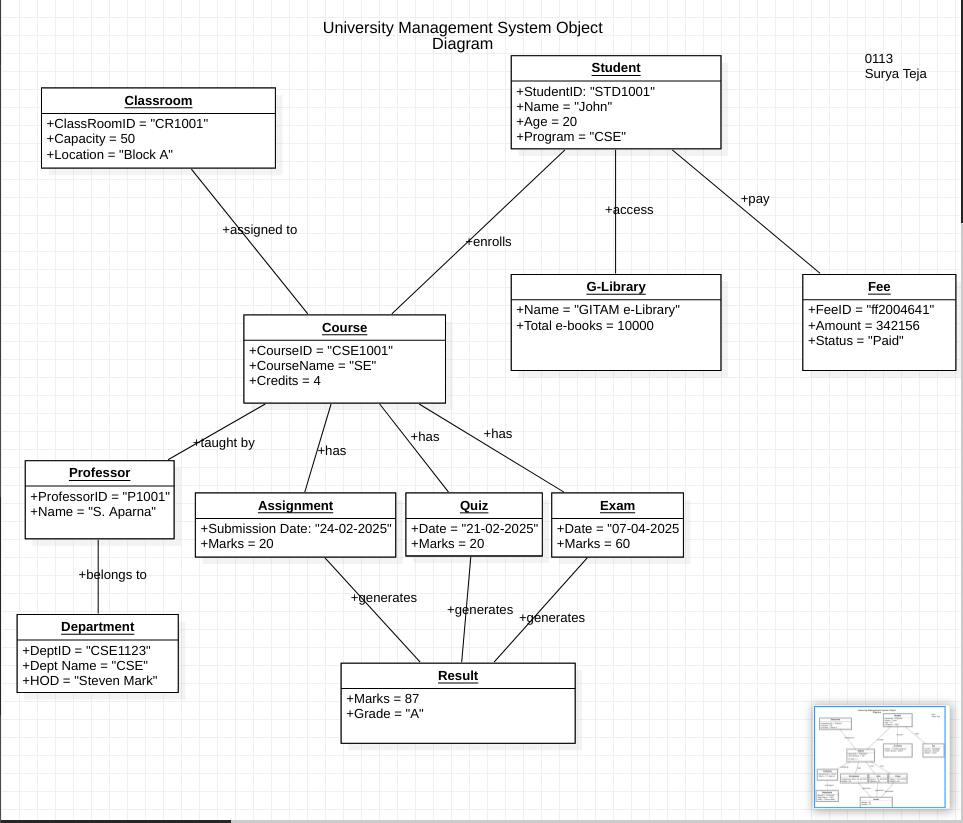 University Management System Object
Diagram
0113
Surya Teja
Student
+StudentID: "STD1001"
+Name = "John"
+Age = 20
+Program = "CSE"
Classroom
+ClassRoomID = "CR1001"
+Capacity = 50
+Location = "Block A"
+assigned to
+enrolls
+access
+pay
G-Library
+Name = "GITAM e-Library"
+Total e-books = 10000
Fee
+FeeID = "ff2004641"
+Amount = 342156
+Status = "Paid"
Course
+CourseID = "CSE1001"
+CourseName = "SE"
+Credits = 4
+taught by
+has
+has
+has
Professor
+ProfessorID = "P1001"
+Name = "S. Aparna"
Assignment
+Submission Date: "24-02-2025"
+Marks = 20
Quiz
+Date = "21-02-2025"
+Marks = 20
Exam
+Date = "07-04-2025
+Marks = 60
+belongs to
+generates
+generates
+generates
Department
+DeptID = "CSE1123"
+Dept Name = "CSE"
+HOD = "Steven Mark"
Result
+Marks = 87
+Grade = "A"